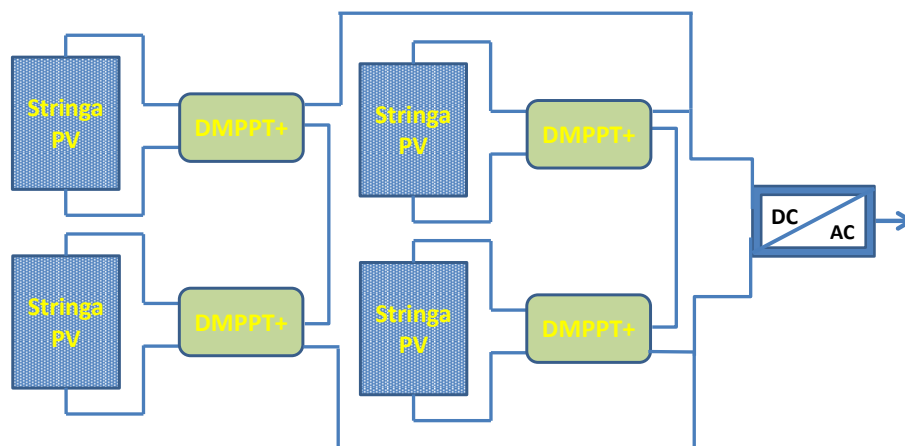 Stringa
PV
DMPPT+
Stringa
PV
DMPPT+
Stringa
PV
DMPPT+
Stringa
PV
DMPPT+
DC
AC